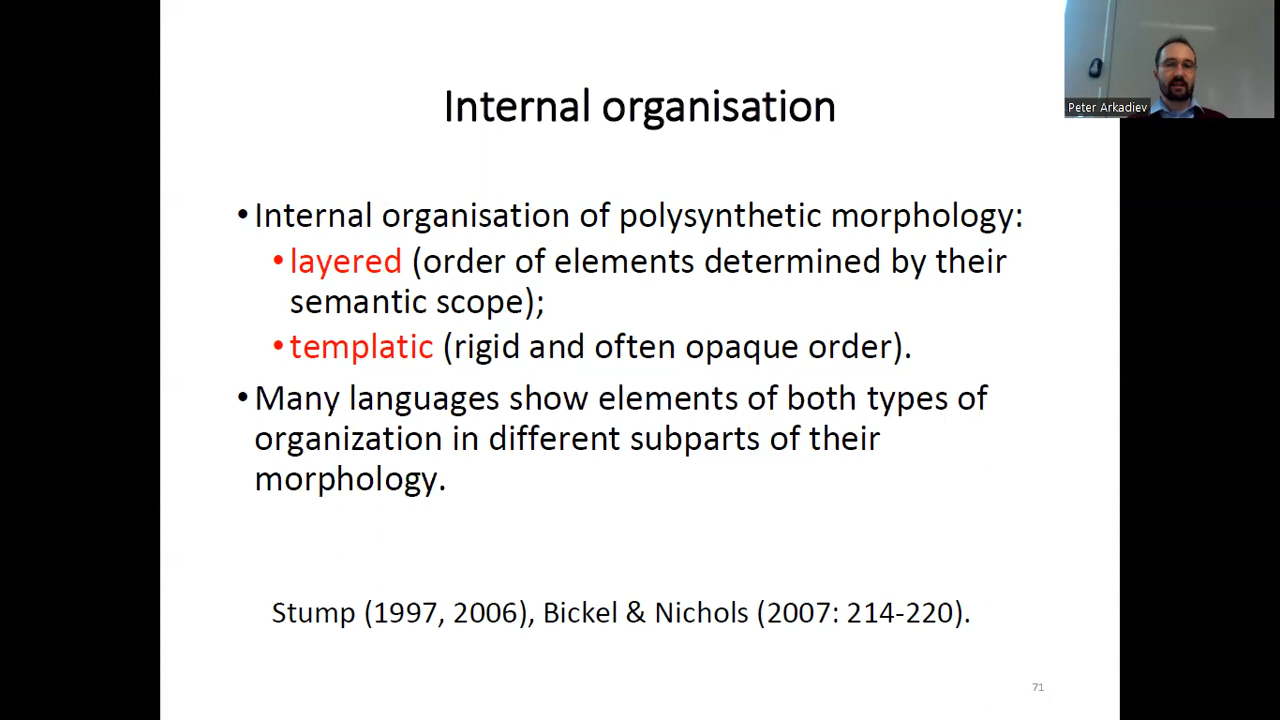 Internal organisation
Peter Arkadiev
•Internal organisation of polysynthetic morphology:
•layered (order of elements determined by their
semantic scope);
•templatic (rigid and often opaque order).
•Many languages show elements of both types of
organization in different subparts of their
morphology.
Stump (1997, 2006), Bickel & Nichols (2007: 214-220).
71